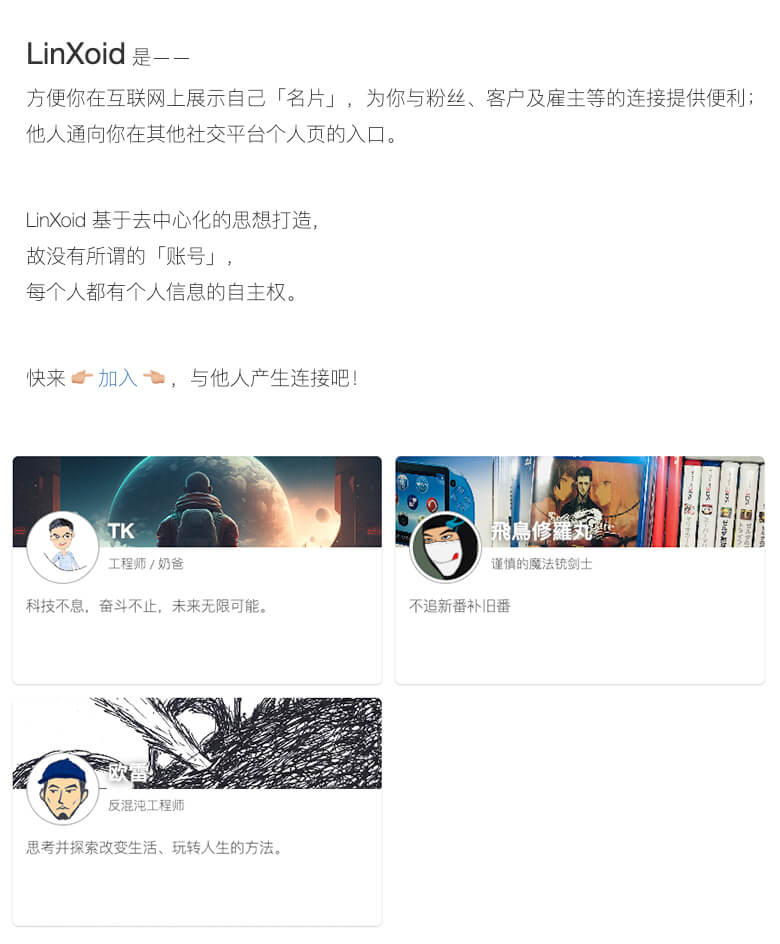 LinXoid 是——
方便你在互联网上展示自己「名片」，为你与粉丝、客户及雇主等的连接提供便利；
他人通向你在其他社交平台个人页的入口。
LinXoid 基于去中心化的思想打造，
故没有所谓的「账号」，
每个人都有个人信息的自主权。
快来 👉 加入 👈 ，与他人产生连接吧！
TK
工程师 / 奶爸
科技不息，奋斗不止，未来无限可能。
飛鳥修羅丸
谨慎的魔法铳剑士
不追新番补旧番
欧雷
反混沌工程师
思考并探索改变生活、玩转人生的方法。